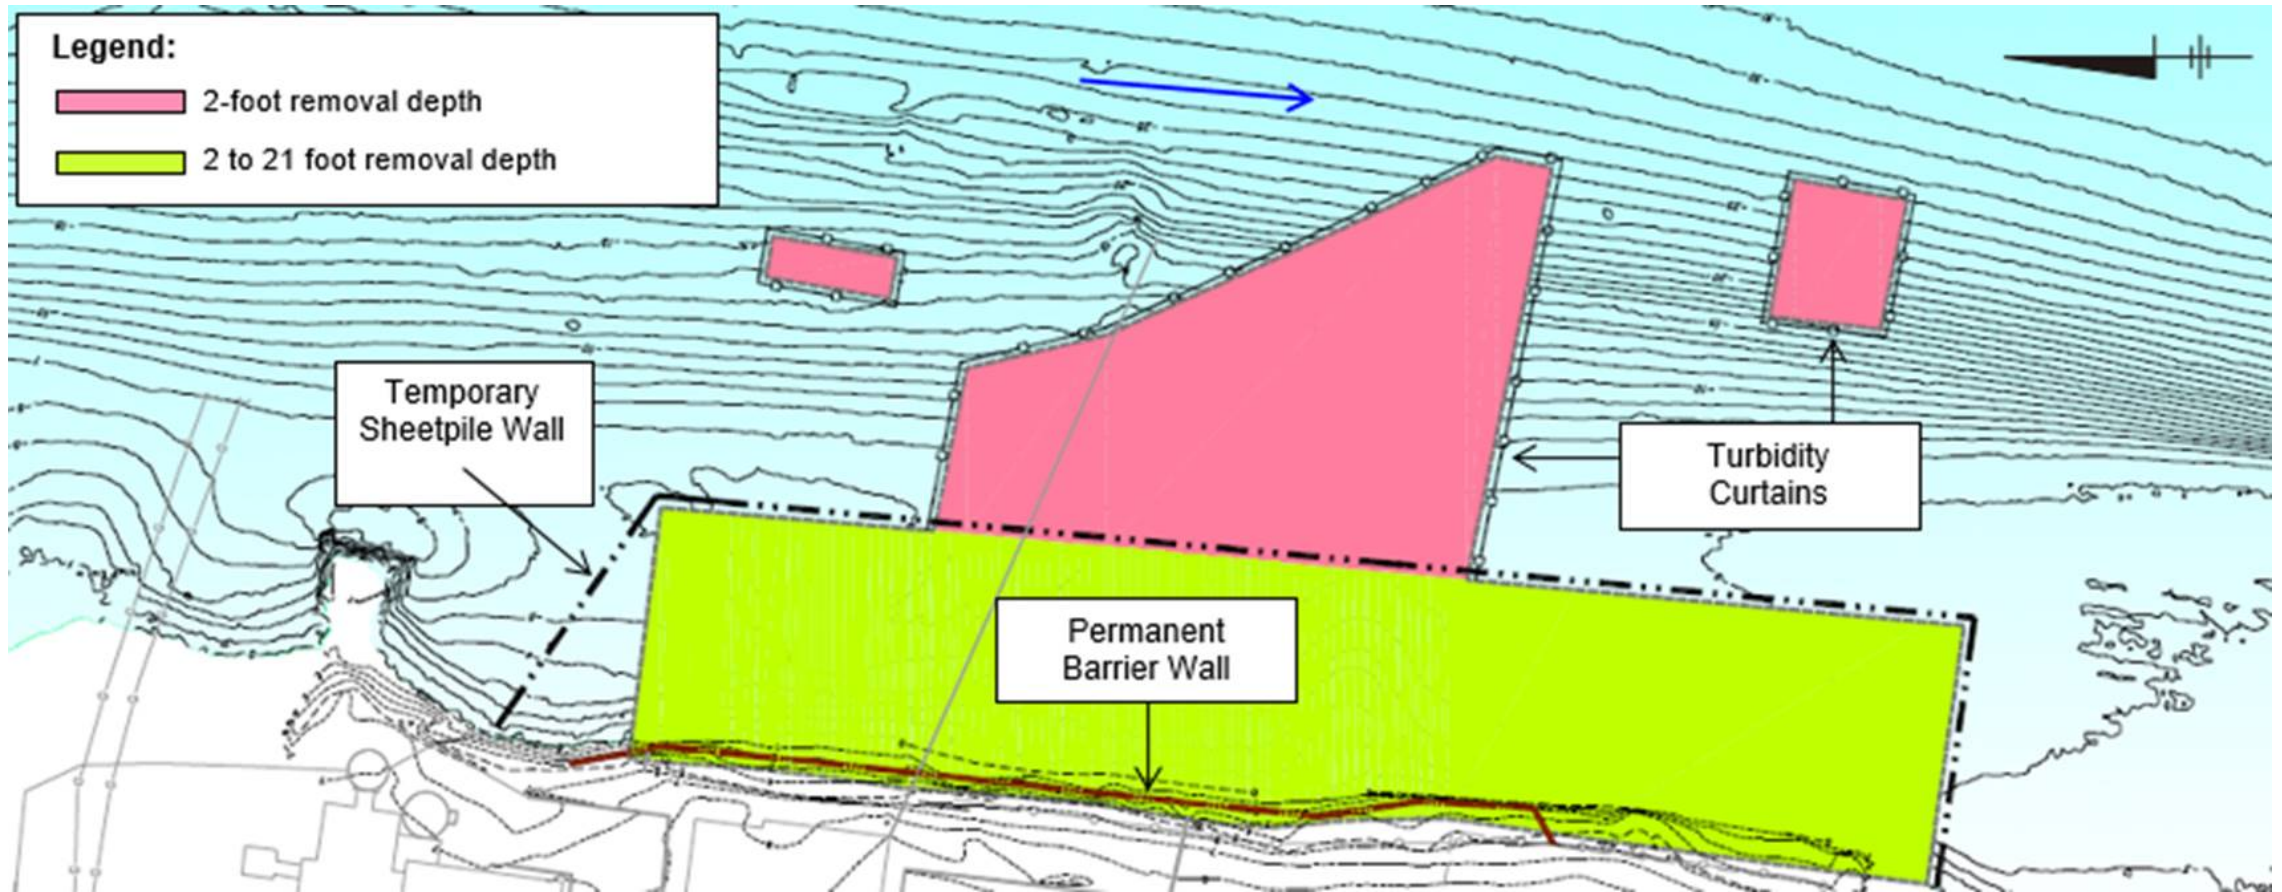 Legend:
2-foot removal depth
2 to 21 foot removal depth
Temporary
Sheetpile Wall
Turbidity
Curtains
Permanent
Barrier Wall